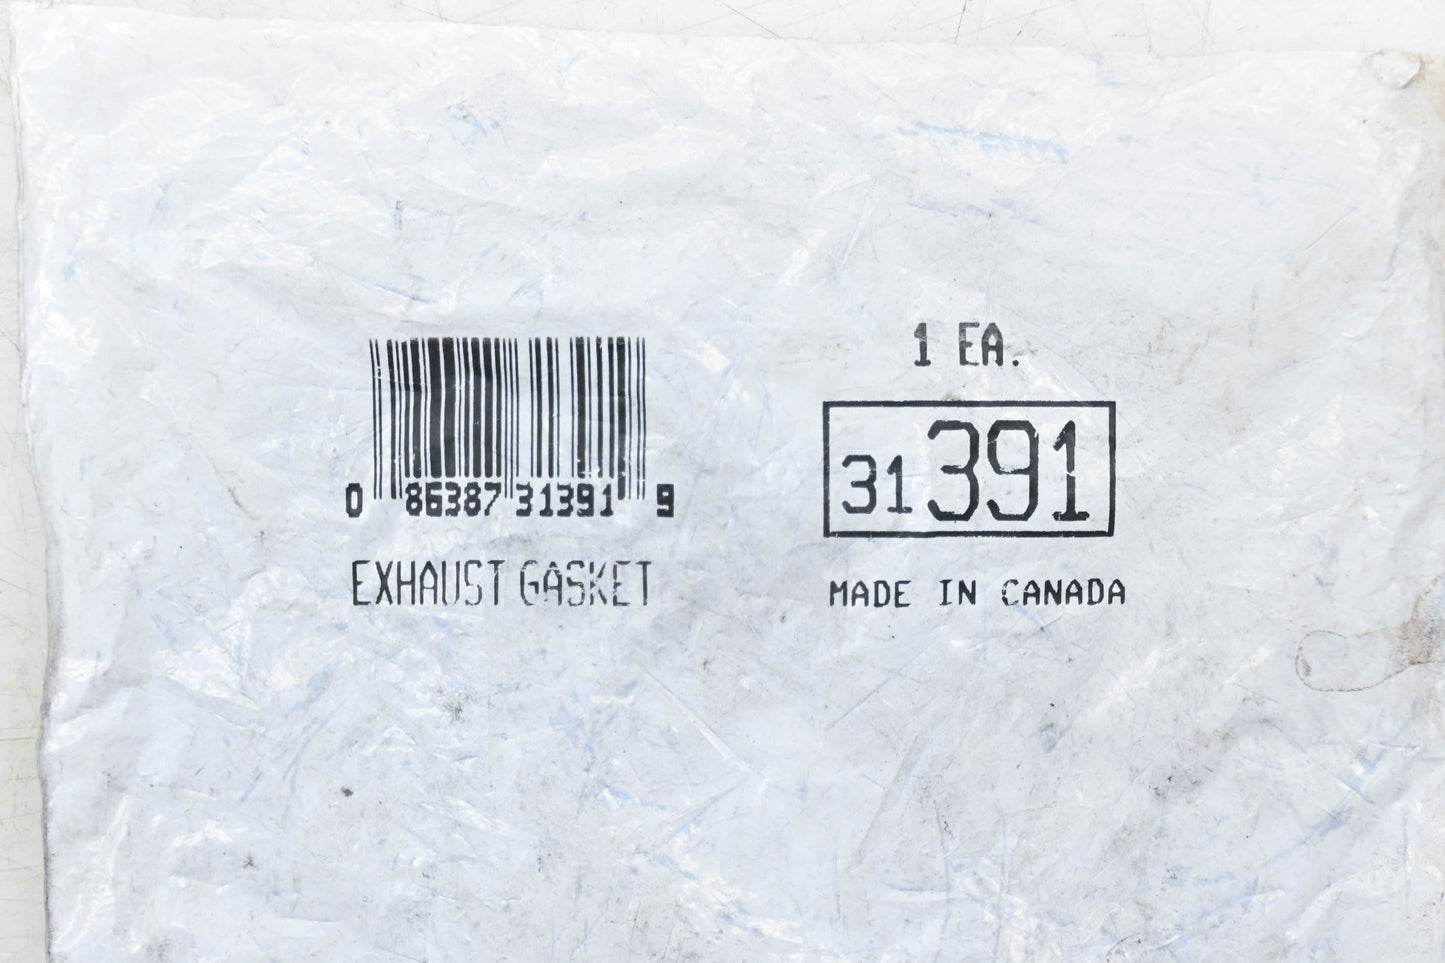 0 86387 31391 9
EXHAUST GASKET
1 EA.
31391
MADE IN CANADA